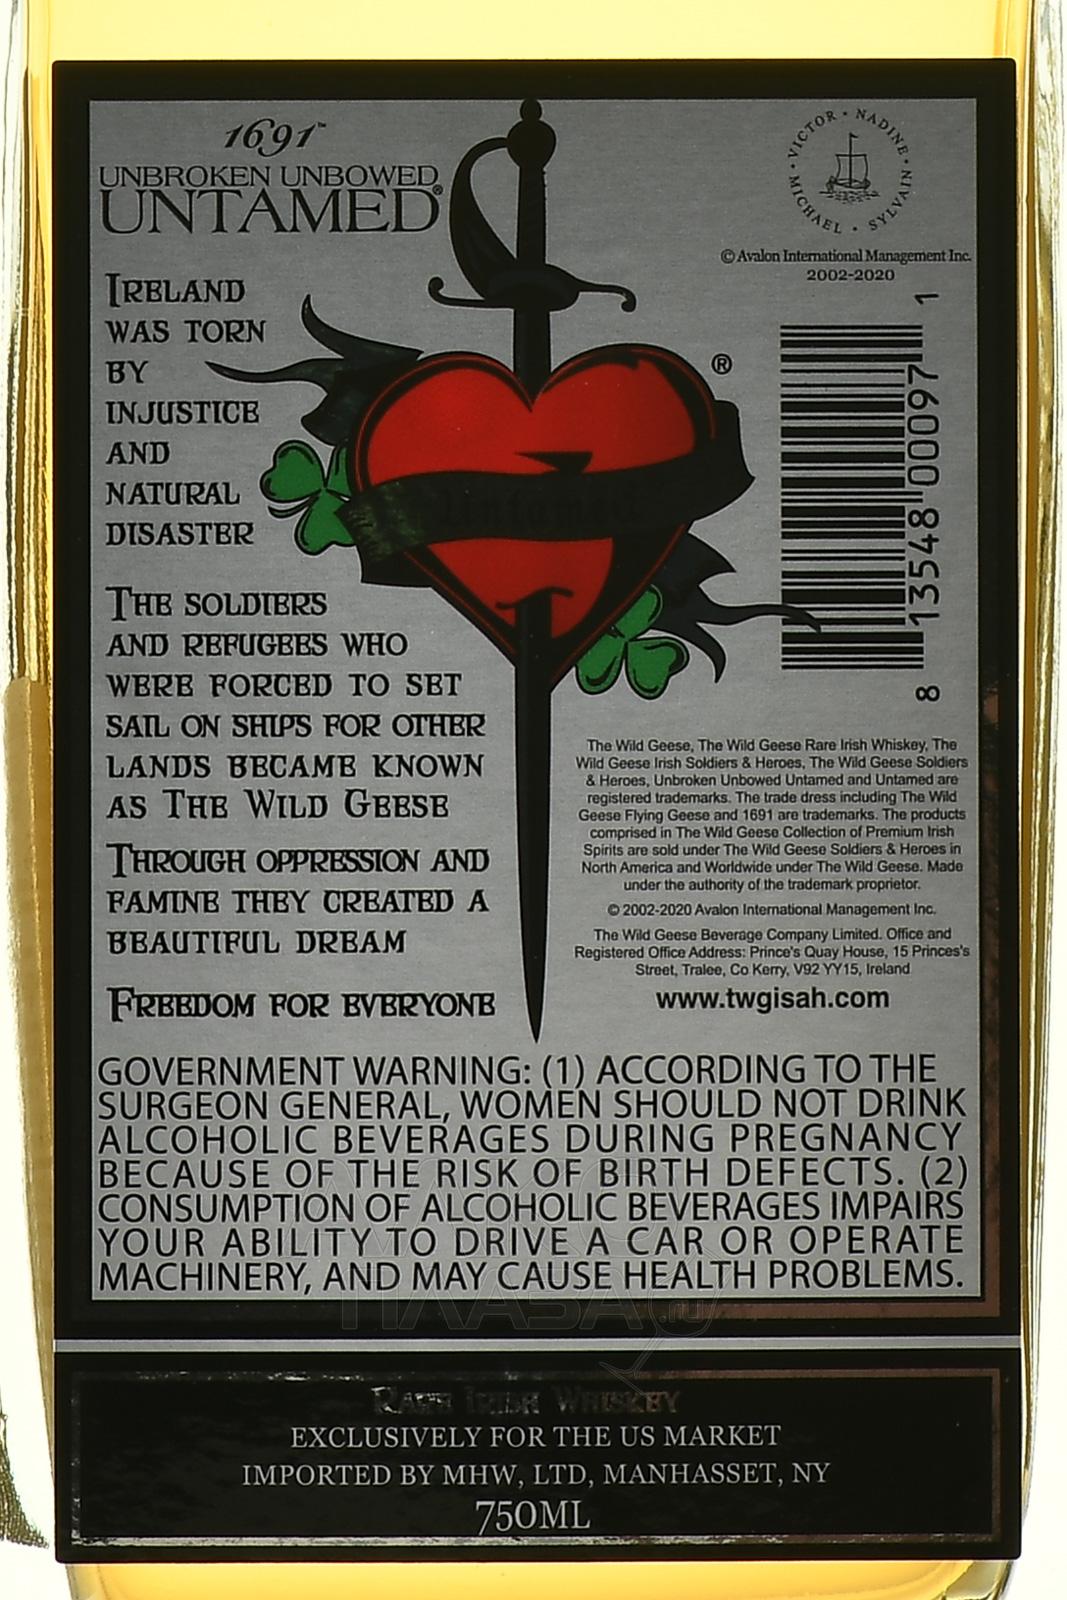 1691™
UNBROKEN UNBOWED
UNTAMED®
IRELAND
WAS TORN
BY
INJUSTICE
AND
NATURAL
DISASTER
THE SOLDIERS
AND REFUGEES WHO
WERE FORCED TO SET
SAIL ON SHIPS FOR OTHER
LANDS BECAME KNOWN
AS THE WILD GEESE
THROUGH OPPRESSION AND
FAMINE THEY CREATED A
BEAUTIFUL DREAM
FREEDOM FOR EVERYONE
Untamed
®
VICTOR • NADINE • SYLVAIN • MICHAEL •
© Avalon International Management Inc.
2002-2020
8 13548 00097 1
The Wild Geese, The Wild Geese Rare Irish Whiskey, The
Wild Geese Irish Soldiers & Heroes, The Wild Geese Soldiers
& Heroes, Unbroken Unbowed Untamed and Untamed are
registered trademarks. The trade dress including The Wild
Geese Flying Geese and 1691 are trademarks. The products
comprised in The Wild Geese Collection of Premium Irish
Spirits are sold under The Wild Geese Soldiers & Heroes in
North America and Worldwide under The Wild Geese. Made
under the authority of the trademark proprietor.
© 2002-2020 Avalon International Management Inc.
The Wild Geese Beverage Company Limited. Office and
Registered Office Address: Prince's Quay House, 15 Princes's
Street, Tralee, Co Kerry, V92 YY15, Ireland
www.twgisah.com
GOVERNMENT WARNING: (1) ACCORDING TO THE
SURGEON GENERAL, WOMEN SHOULD NOT DRINK
ALCOHOLIC BEVERAGES DURING PREGNANCY
BECAUSE OF THE RISK OF BIRTH DEFECTS. (2)
CONSUMPTION OF ALCOHOLIC BEVERAGES IMPAIRS
YOUR ABILITY TO DRIVE A CAR OR OPERATE
MACHINERY, AND MAY CAUSE HEALTH PROBLEMS.
RARE IRISH WHISKEY
EXCLUSIVELY FOR THE US MARKET
IMPORTED BY MHW, LTD, MANHASSET, NY
750ML